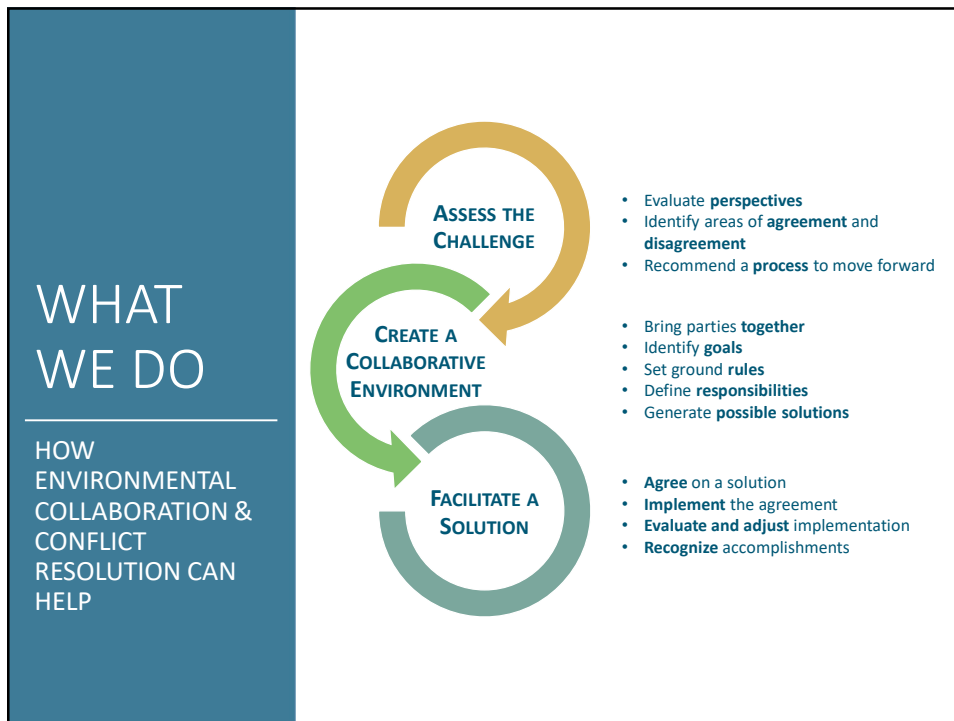 WHAT
WE DO
HOW
ENVIRONMENTAL
COLLABORATION &
CONFLICT
RESOLUTION CAN
HELP
ASSESS THE
CHALLENGE
• Evaluate perspectives
• Identify areas of agreement and
disagreement
• Recommend a process to move forward
CREATE A
COLLABORATIVE
ENVIRONMENT
• Bring parties together
• Identify goals
• Set ground rules
• Define responsibilities
• Generate possible solutions
FACILITATE A
SOLUTION
• Agree on a solution
• Implement the agreement
• Evaluate and adjust implementation
• Recognize accomplishments